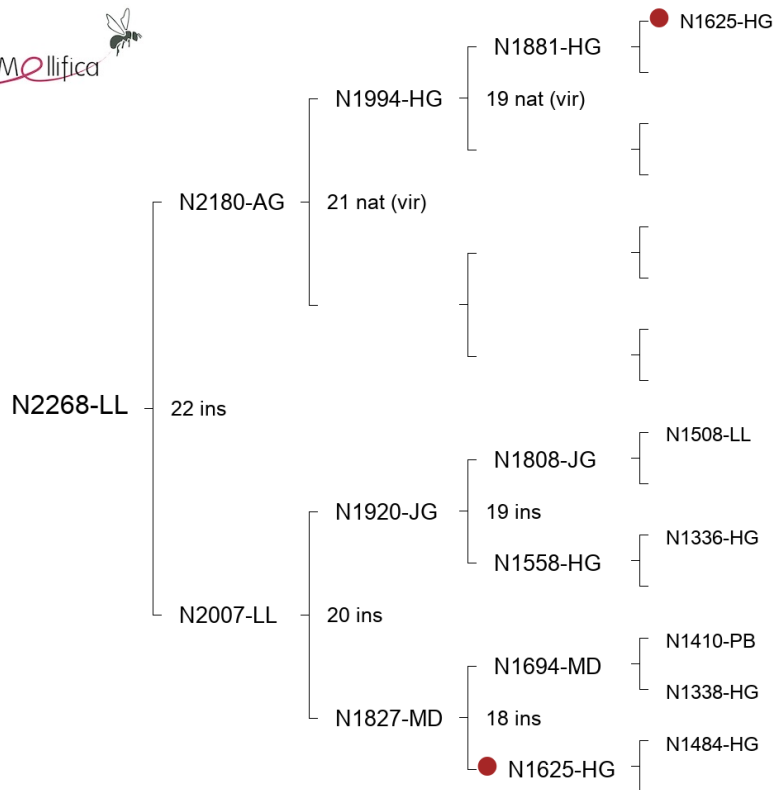 Mellifica
N1625-HG
N1881-HG
N1994-HG
19 nat (vir)
N2180-AG
21 nat (vir)
N2268-LL
22 ins
N1508-LL
N1808-JG
N1920-JG
19 ins
N1336-HG
N1558-HG
N2007-LL
20 ins
N1410-PB
N1694-MD
N1338-HG
N1827-MD
18 ins
N1484-HG
N1625-HG